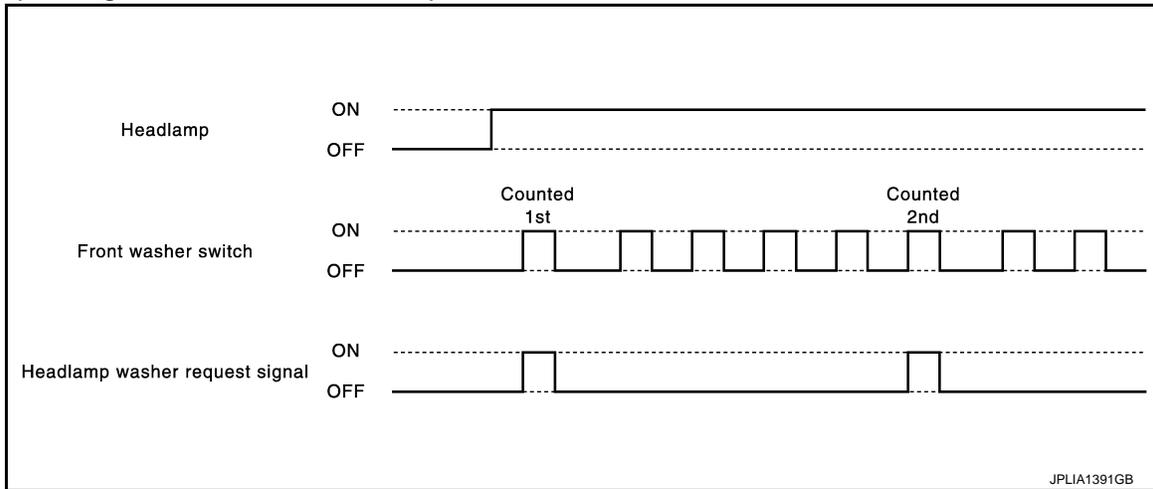 ON
Headlamp
OFF
Counted
1st
Counted
2nd
ON
Front washer switch
OFF
ON
Headlamp washer request signal
OFF
JPLIA1391GB